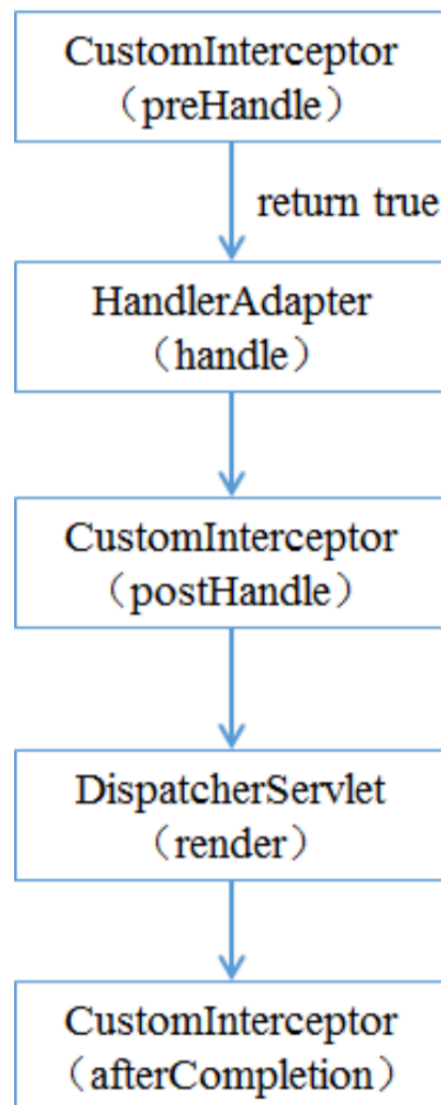 CustomInterceptor
（preHandle）
return true
HandlerAdapter
（handle）
CustomInterceptor
（postHandle）
DispatcherServlet
（render）
CustomInterceptor
（afterCompletion）